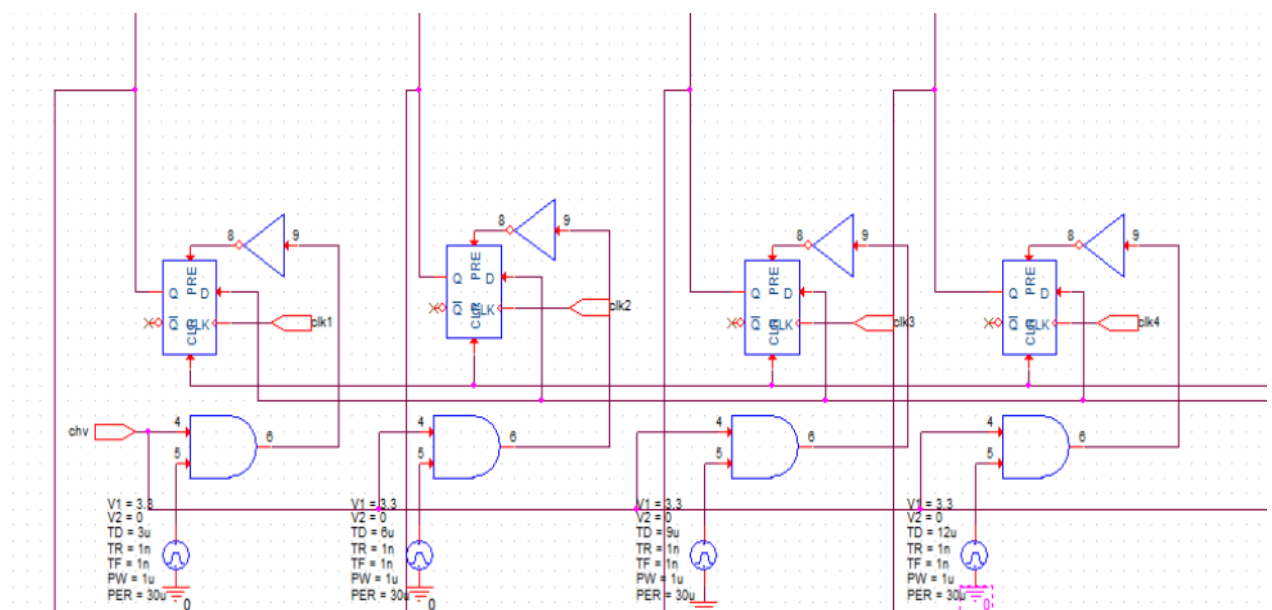 8 9
8 9
8 9
8 9
PRE
Q D
Q CLK
CLR
clk1
PRE
Q D
Q CLK
CLR
clk2
PRE
Q D
Q CLK
CLR
clk3
PRE
Q D
Q CLK
CLR
clk4
chv
4
5
6
4
5
6
4
5
6
4
5
6
V1 = 3.3
V2 = 0
TD = 3u
TR = 1n
TF = 1n
PW = 1u
PER = 30u
0
V1 = 3.3
V2 = 0
TD = 6u
TR = 1n
TF = 1n
PW = 1u
PER = 30u
0
V1 = 3.3
V2 = 0
TD = 9u
TR = 1n
TF = 1n
PW = 1u
PER = 30u
V1 = 3.3
V2 = 0
TD = 12u
TR = 1n
TF = 1n
PW = 1u
PER = 30u
0